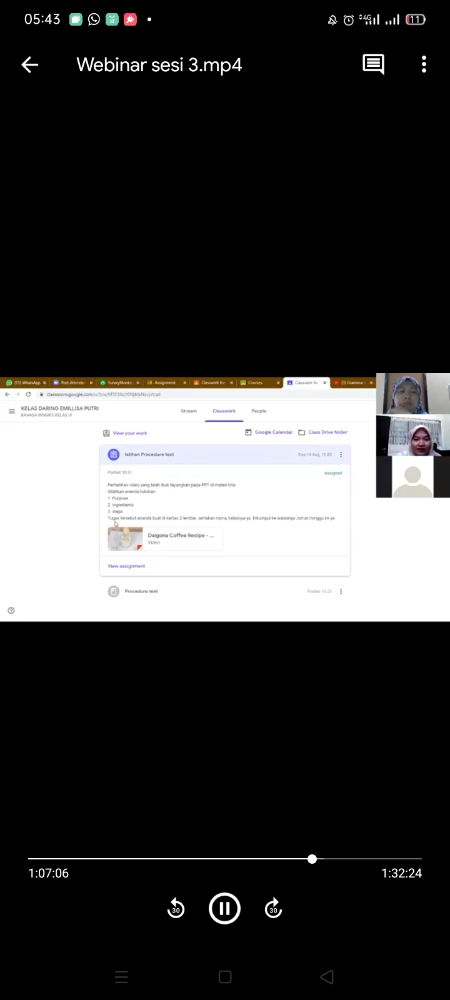 05:43
4G
11
Webinar sesi 3.mp4
(15) WhatsApp
Post Attende
SurveyMonke
Assignment
Classwork for
Courses
Classwork fo
(3) Grammar
classroom.google.com
KELAS DARING EMILLISA PUTRI
BAHASA INGGRIS KELAS IX
Stream
Classwork
People
View your work
Google Calendar
Class Drive folder
latihan Procedure text
Due 14 Aug, 10:00
Posted 10:31
Assigned
Perhatikan video yang telah ibuk tayangkan pada PPT di materi kita.
Silahkan ananda tuliskan:
1. Purpose
2. Ingredients
3. steps
Tugas tersebut ananda buat di kertas 2 lembar. sertakan nama, kelasnya ya. Dikumpul ke walasnya Jumat minggu ini ya
Dalgona Coffee Recipe - ...
Video
View assignment
Procedure text
Posted 10:23
1:07:06
1:32:24
30
30